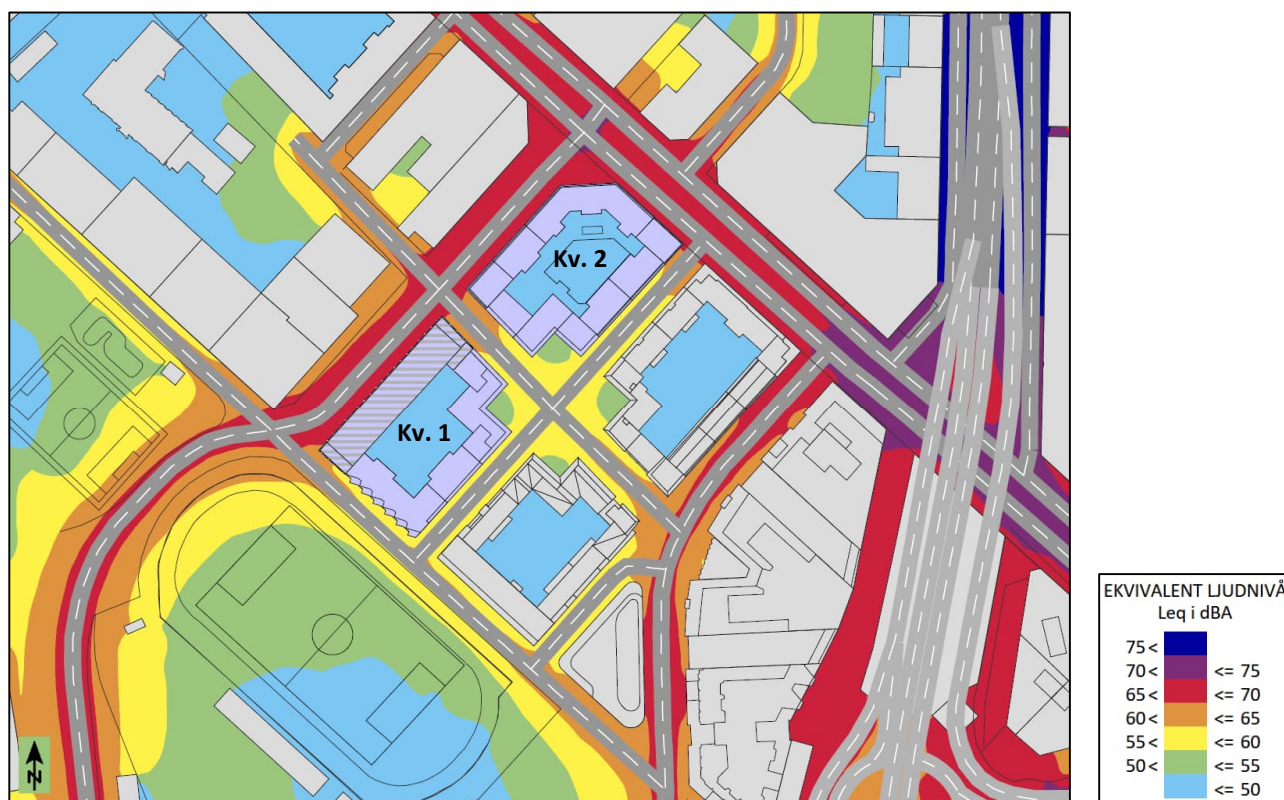 Kv. 2
Kv. 1
N
EKVIVALENT LJUDNIVÅ
Leq i dBA
75 <
70 < <= 75
65 < <= 70
60 < <= 65
55 < <= 60
50 < <= 55
<= 50